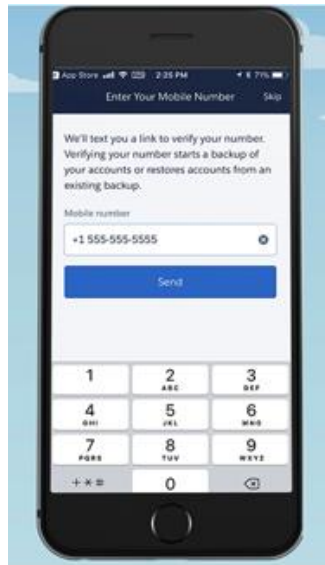 App Store 2:35 PM 71%
Enter Your Mobile Number Skip
We'll text you a link to verify your number.
Verifying your number starts a backup of
your accounts or restores accounts from an
existing backup.
Mobile number
+1 555-555-5555
Send
1 2 3
ABC DEF
4 5 6
GHI JKL MNO
7 8 9
PQRS TUV WXYZ
+ * # 0